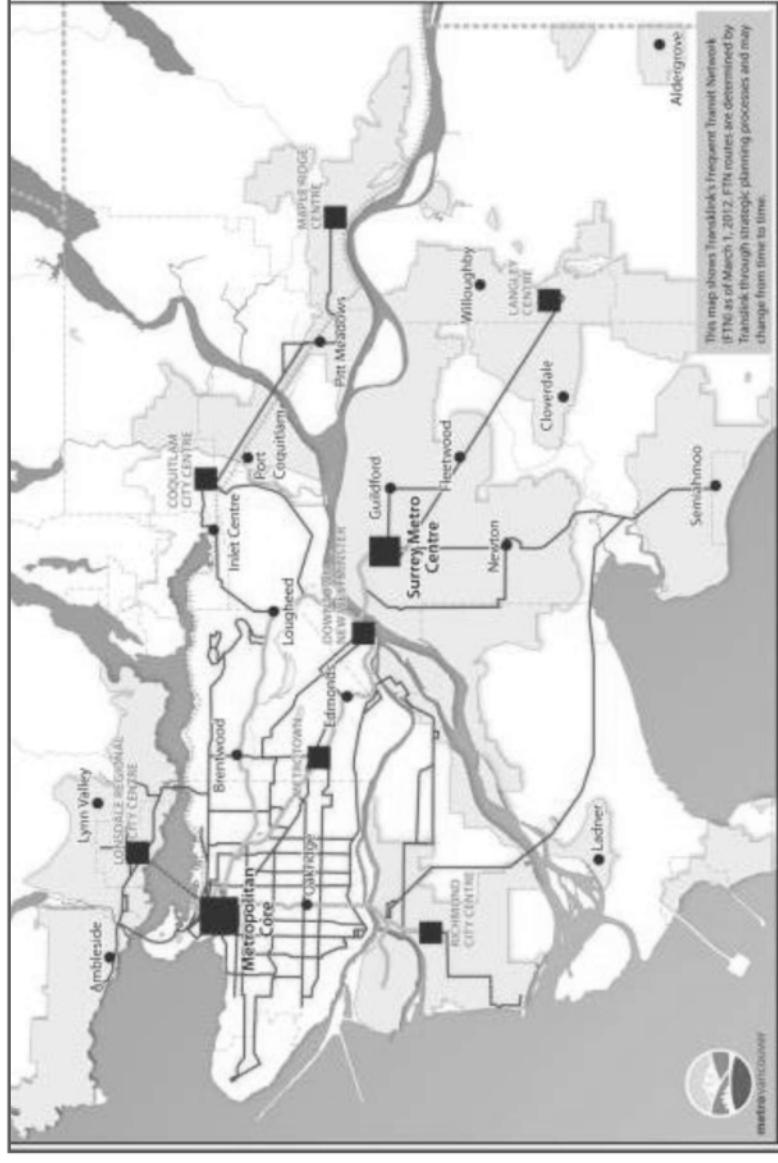 Ambleside
Lynn Valley
LONSDALE REGIONAL
CITY CENTRE
Metropolitan
Core
Brentwood
METROTOWN
Oakridge
Edmond
Lougheed
Inlet Centre
COQUITLAM
CITY CENTRE
Port
Coquitlam
Pitt Meadows
MAPLE RIDGE
CENTRE
NEW WESTMINSTER
Guildford
Surrey Metro
Centre
Fleetwood
Newton
RICHMOND
CITY CENTRE
Ladner
Willoughby
LANGLEY
CENTRE
Cloverdale
Semiahmoo
Aldergrove
This map shows Transklink's Frequent Transit Network
(FTN) as of March 1, 2012. FTN routes are determined by
Translink through strategic planning processes and may
change from time to time.
metrovancouver